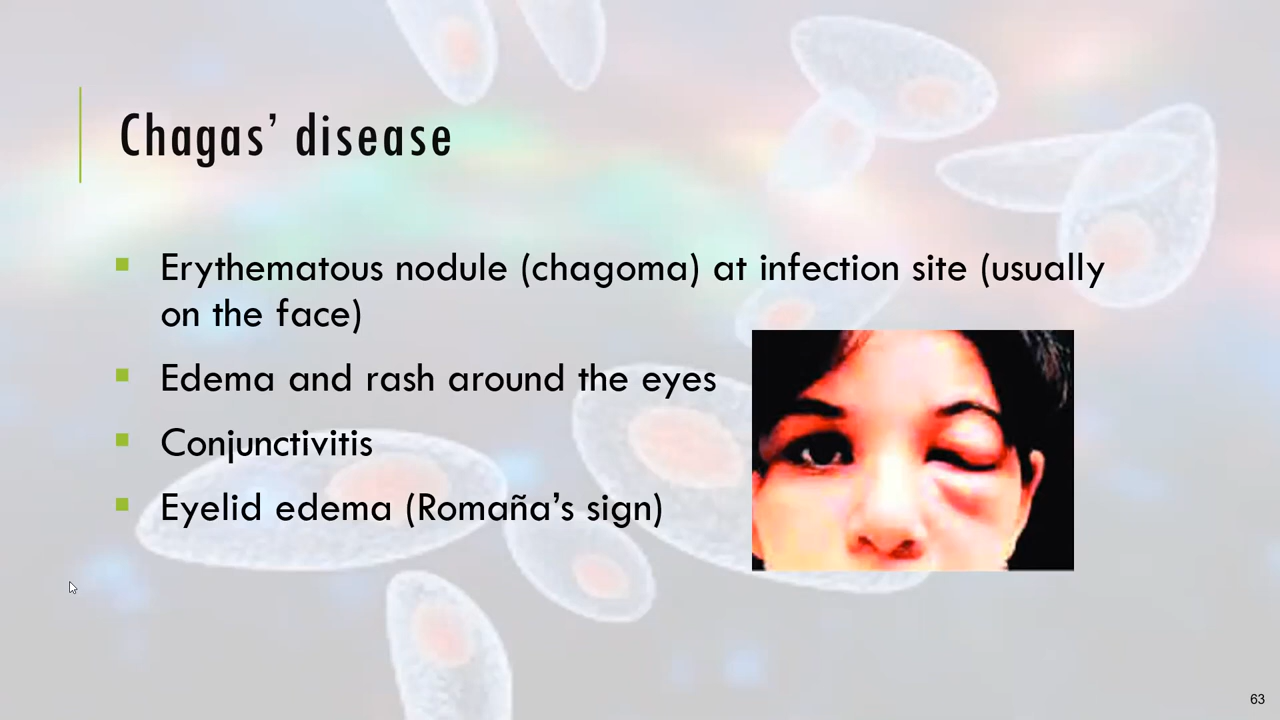 Chagas’ disease
Erythematous nodule (chagoma) at infection site (usually
on the face)
Edema and rash around the eyes
Conjunctivitis
Eyelid edema (Romaña’s sign)
63